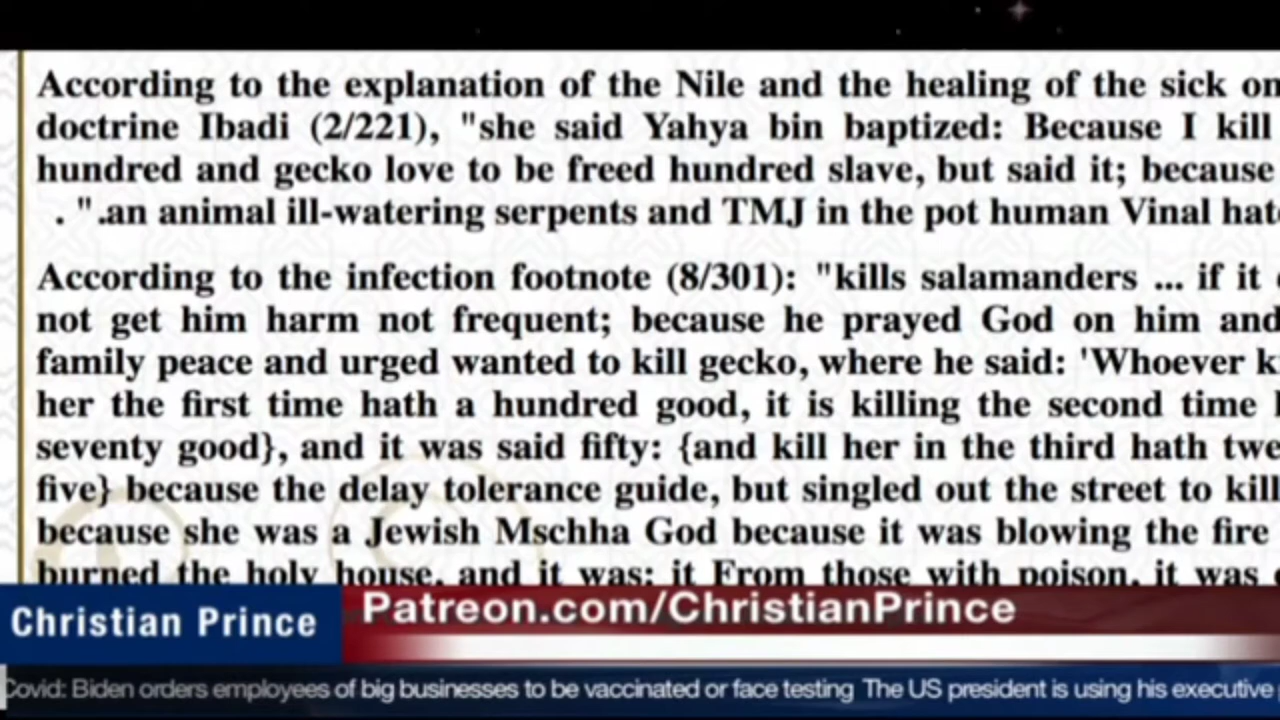 According to the explanation of the Nile and the healing of the sick on
doctrine Ibadi (2/221), "she said Yahya bin baptized: Because I kill
hundred and gecko love to be freed hundred slave, but said it; because
. ".an animal ill-watering serpents and TMJ in the pot human Vinal hat
According to the infection footnote (8/301): "kills salamanders ... if it
not get him harm not frequent; because he prayed God on him and
family peace and urged wanted to kill gecko, where he said: 'Whoever k
her the first time hath a hundred good, it is killing the second time
seventy good}, and it was said fifty: {and kill her in the third hath twe
five} because the delay tolerance guide, but singled out the street to kill
because she was a Jewish Mschha God because it was blowing the fire
burned the holy house, and it was: it From those with poison, it was
Christian Prince
Patreon.com/ChristianPrince
Covid: Biden orders employees of big businesses to be vaccinated or face testing The US president is using his executive